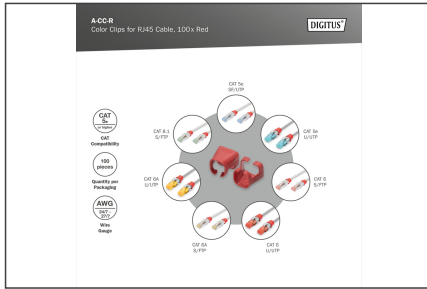 A-CC-R
Color Clips for RJ45 Cable, 100x Red
DIGITUS®
CAT
5e
or higher
CAT
Compatibility
100
pieces
Quantity per
Packaging
AWG
24/7 -
27/7
Wire
Gauge
CAT 5e
SF/UTP
CAT 5e
U/UTP
CAT 6
S/FTP
CAT 6
U/UTP
CAT 6A
S/FTP
CAT 6A
U/UTP
CAT 8.1
S/FTP